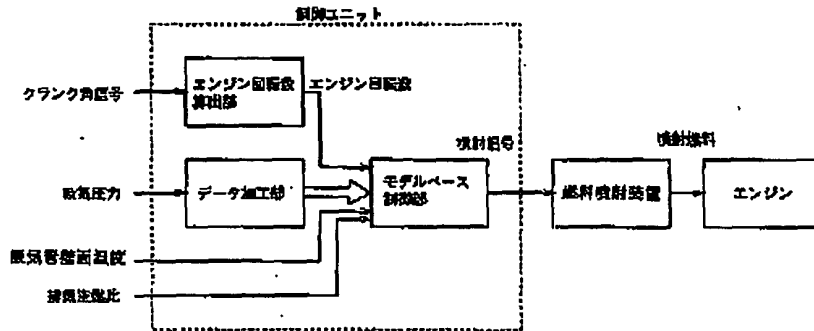 制御ユニット
エンジン回転数
算出部
エンジン回転数
クランク角信号
噴射信号
噴射燃料
吸気圧力
データ加工部
モデルベース
制御部
燃料噴射装置
エンジン
吸気管壁面温度
排気空燃比